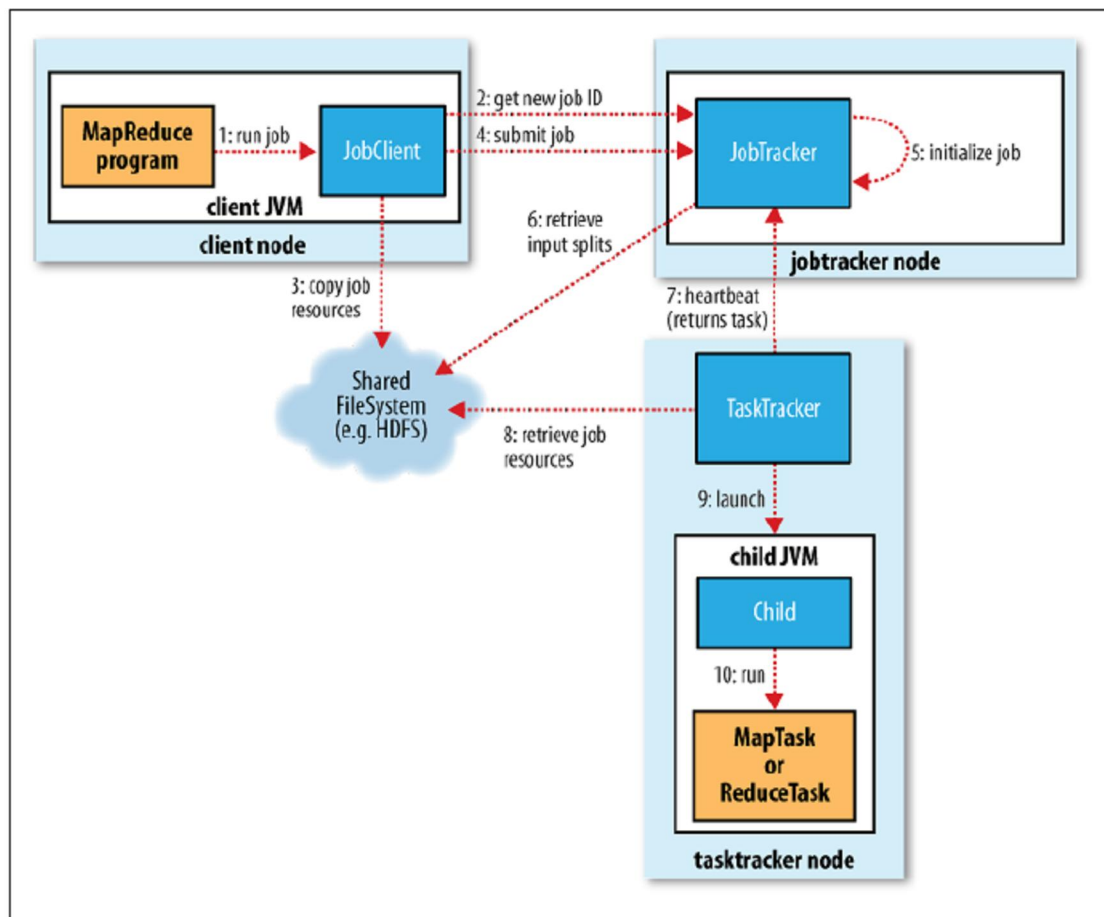 MapReduce
program
1: run job
JobClient
client JVM
client node
2: get new job ID
4: submit job
JobTracker
5: initialize job
jobtracker node
3: copy job
resources
6: retrieve
input splits
7: heartbeat
(returns task)
Shared
FileSystem
(e.g. HDFS)
8: retrieve job
resources
TaskTracker
9: launch
child JVM
Child
10: run
MapTask
or
ReduceTask
tasktracker node